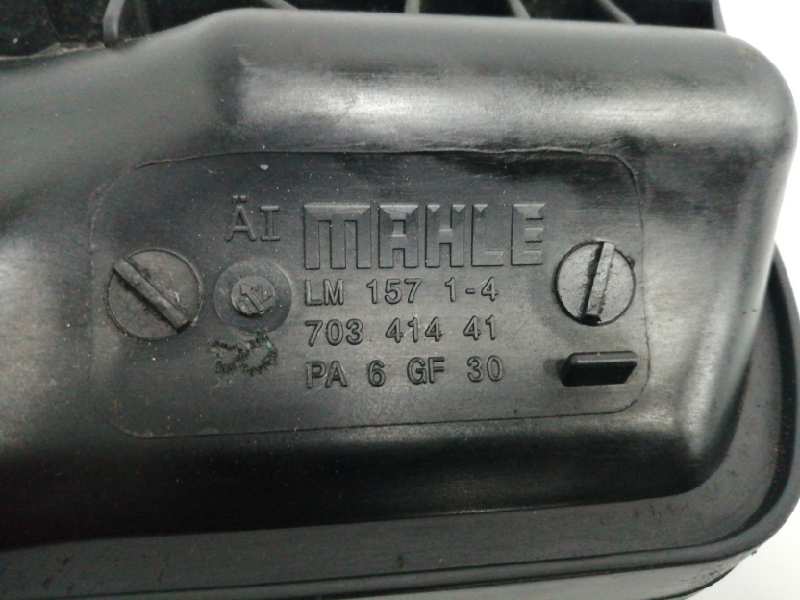 ÄI MAHLE
LM 157 1-4
703 414 41
PA 6 GF 30